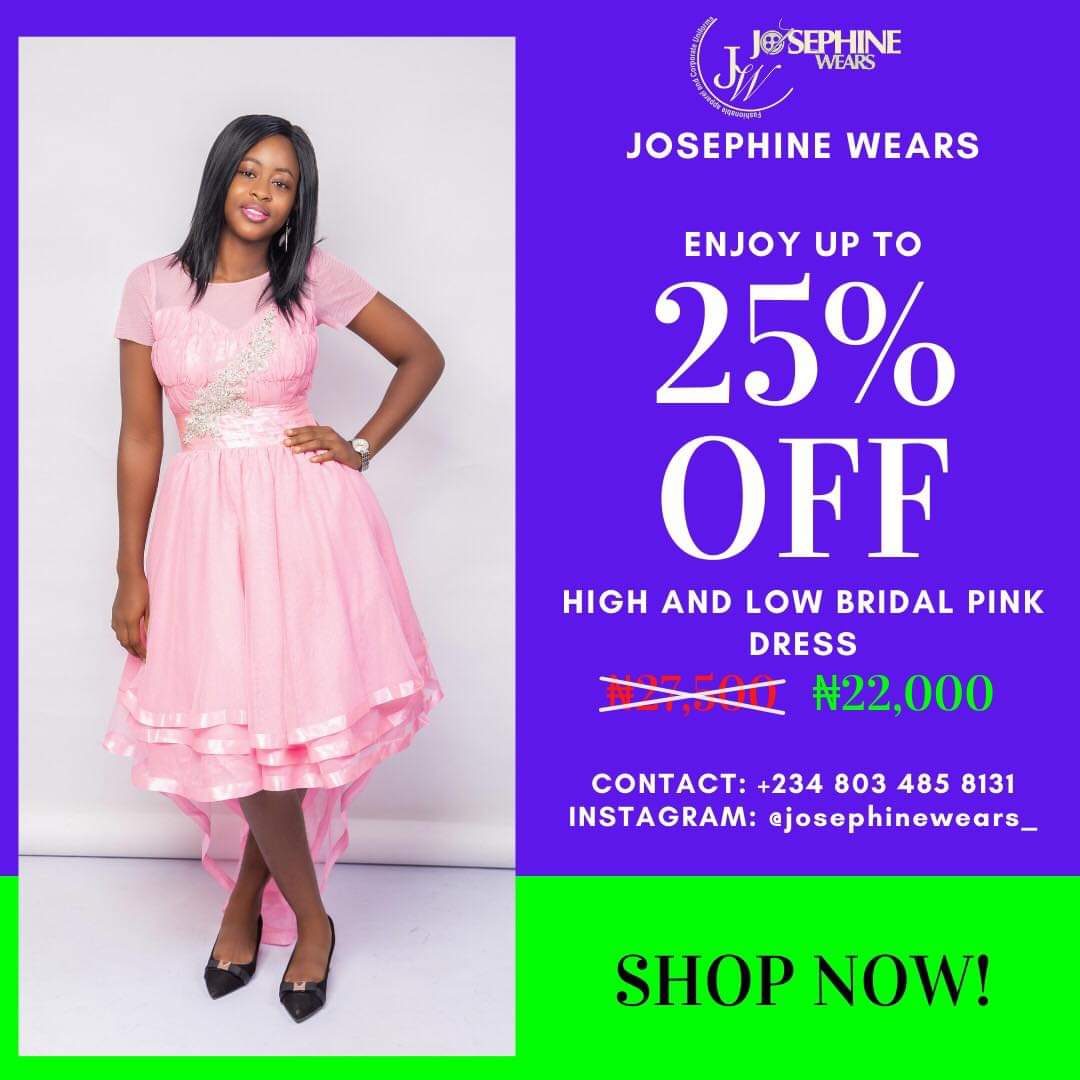 JOSEPHINE
WEARS
JW
Fashionable apparel and Corporate Uniforms
JOSEPHINE WEARS
ENJOY UP TO
25%
OFF
HIGH AND LOW BRIDAL PINK
DRESS
₦27,500 ₦22,000
CONTACT: +234 803 485 8131
INSTAGRAM: @josephinewears_
SHOP NOW!